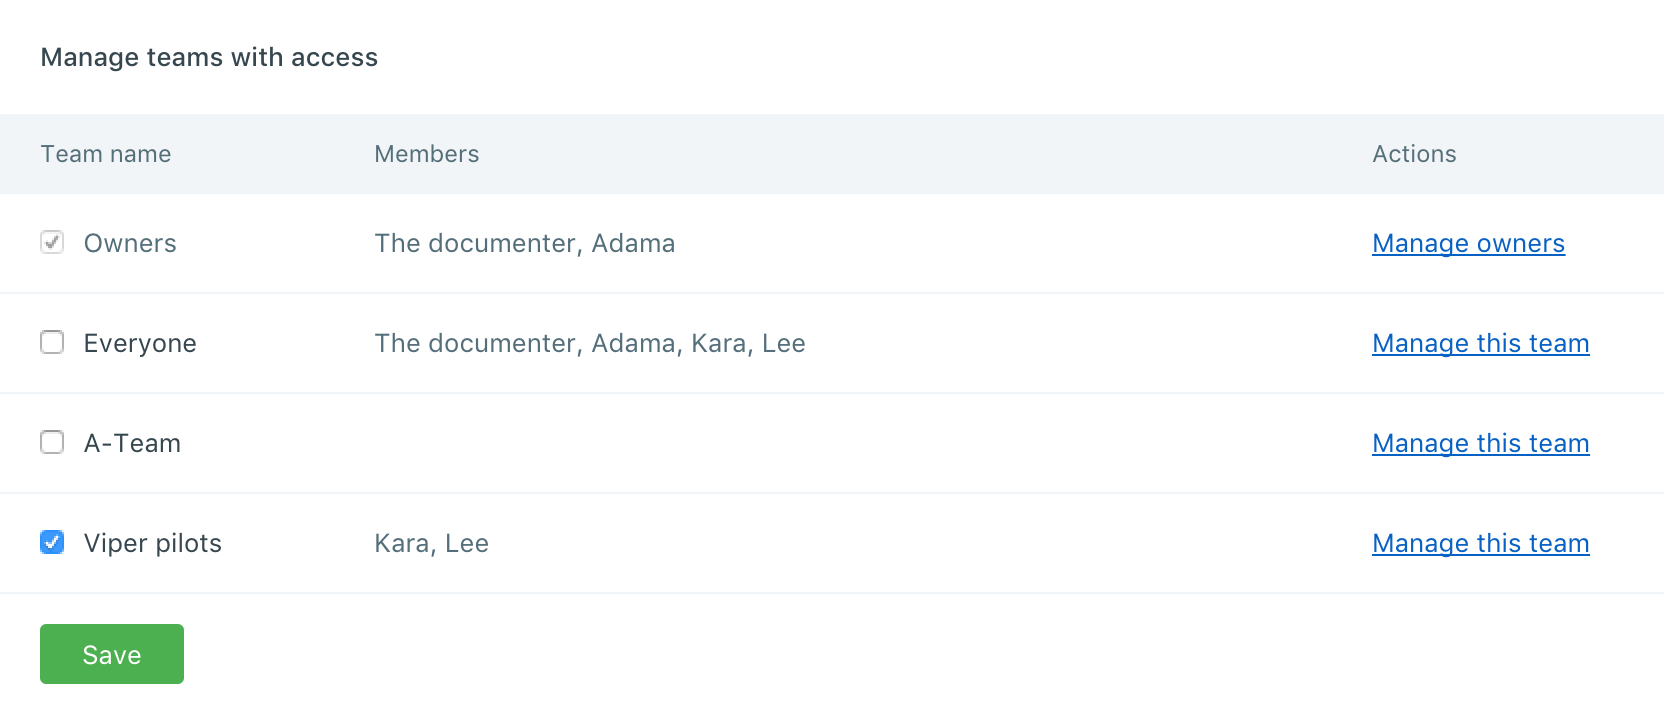 Manage teams with access
Team name Members Actions
Owners The documenter, Adama Manage owners
Everyone The documenter, Adama, Kara, Lee Manage this team
A-Team Manage this team
Viper pilots Kara, Lee Manage this team
Save